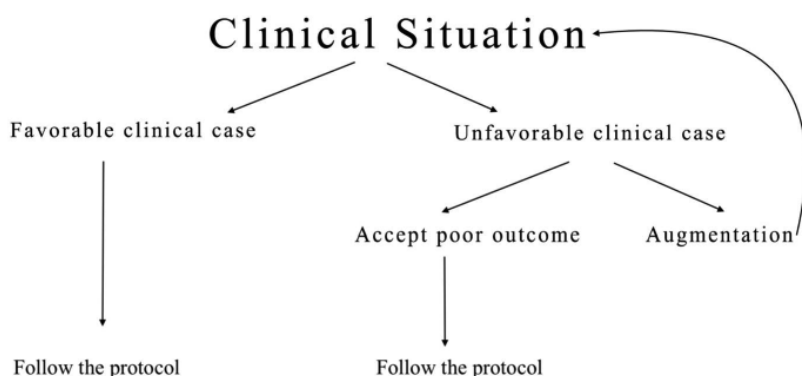 Clinical Situation
Favorable clinical case
Unfavorable clinical case
Accept poor outcome
Augmentation
Follow the protocol
Follow the protocol